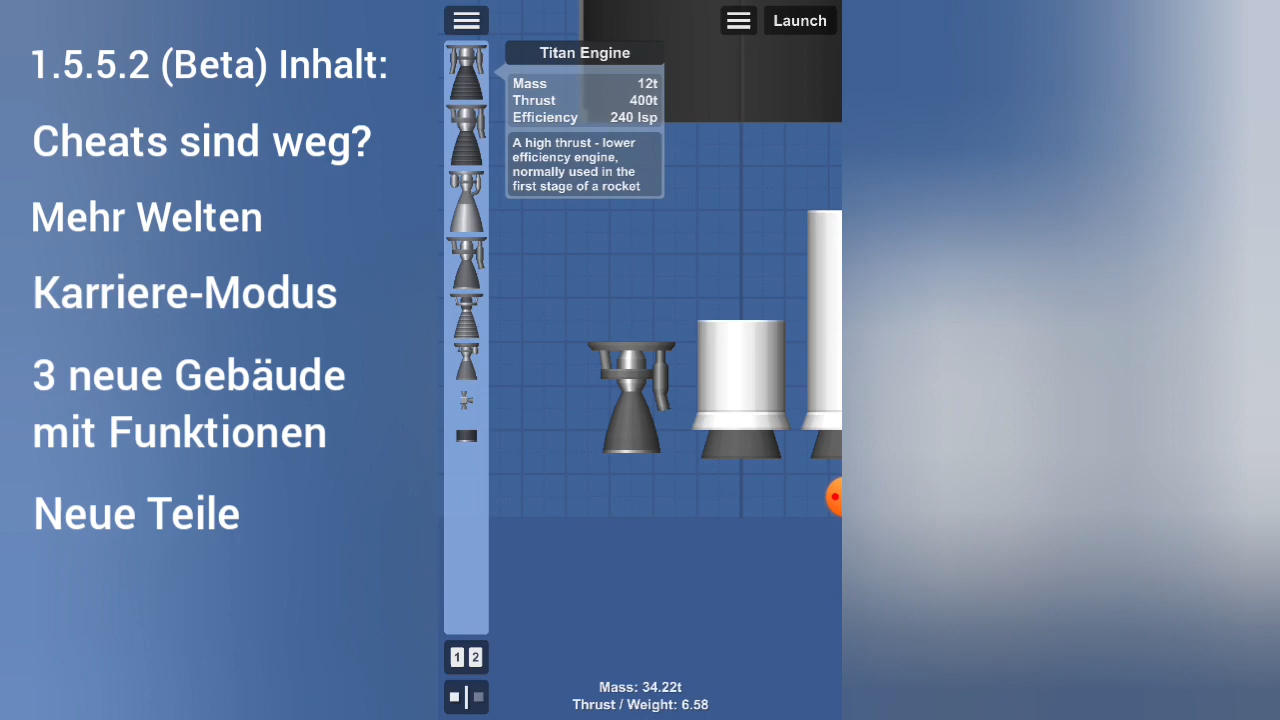 1.5.5.2 (Beta) Inhalt:
Cheats sind weg?
Mehr Welten
Karriere-Modus
3 neue Gebäude
mit Funktionen
Neue Teile
Launch
Titan Engine
Mass 12t
Thrust 400t
Efficiency 240 Isp
A high thrust - lower
efficiency engine,
normally used in the
first stage of a rocket
1 2
Mass: 34.22t
Thrust / Weight: 6.58